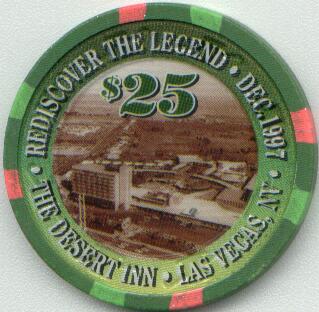 REDISCOVER THE LEGEND • DEC. 1997 •
$25
THE DESERT INN • LAS VEGAS, NV •